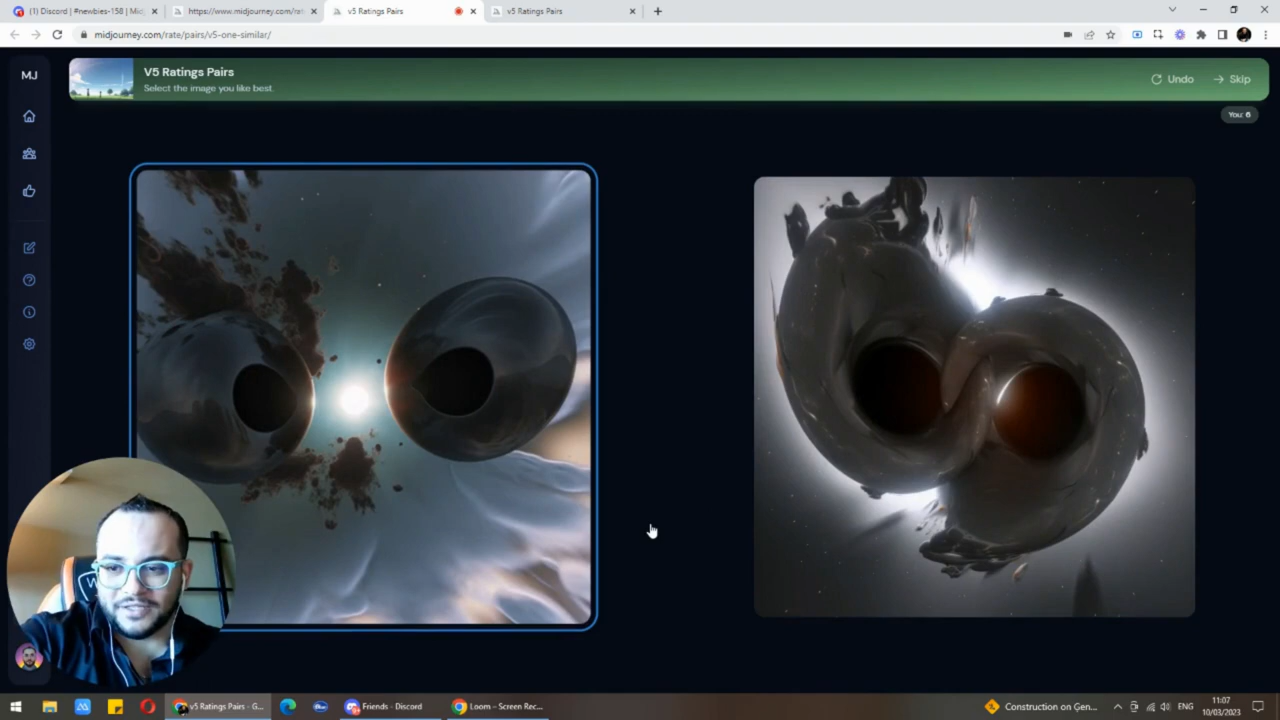 (1) Discord | #newbies-158 | Mid
https://www.midjourney.com/rat
v5 Ratings Pairs
v5 Ratings Pairs
midjourney.com/rate/pairs/v5-one-similar/
MJ
V5 Ratings Pairs
Select the image you like best.
Undo
Skip
You: 6
v5 Ratings Pairs - G...
Friends - Discord
Loom – Screen Rec...
Construction on Gen...
ENG
11:07
10/03/2023